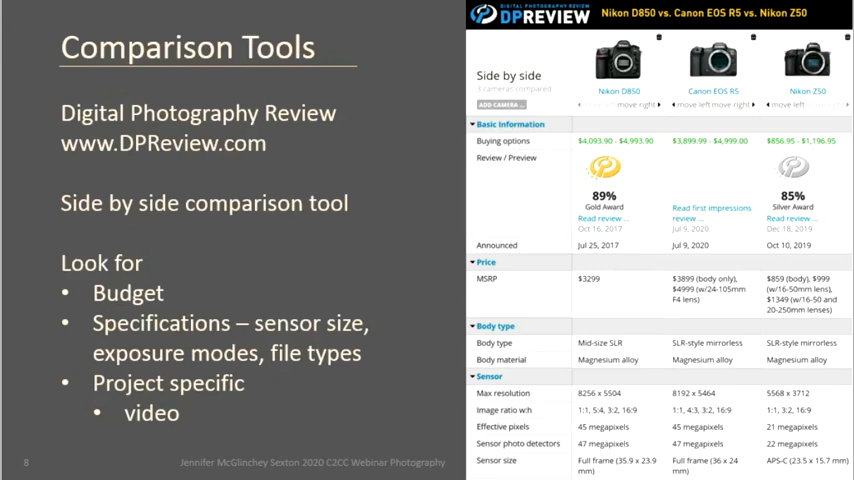 Comparison Tools
Digital Photography Review
www.DPReview.com
Side by side comparison tool
Look for
• Budget
• Specifications – sensor size,
exposure modes, file types
• Project specific
• video
8
Jennifer McGlinchey Sexton 2020 C2CC Webinar Photography
DIGITAL PHOTOGRAPHY REVIEW
DPREVIEW
Nikon D850 vs. Canon EOS R5 vs. Nikon Z50
Side by side
3 cameras compared
ADD CAMERA ...
Nikon D850 Canon EOS R5 Nikon Z50
move right move left move right move left
Basic Information
Buying options $4,093.90 - $4,993.90 $3,899.99 - $4,999.00 $856.95 - $1,196.95
Review / Preview
89% 85%
Gold Award Silver Award
Read review ... Read first impressions review ... Read review ...
Oct 16, 2017 Jul 9, 2020 Dec 18, 2019
Announced Jul 25, 2017 Jul 9, 2020 Oct 10, 2019
Price
MSRP $3299 $3899 (body only), $859 (body), $999
$4999 (w/24-105mm (w/16-50mm lens),
F4 lens) $1349 (w/16-50 and
20-250mm lenses)
Body type
Body type Mid-size SLR SLR-style mirrorless SLR-style mirrorless
Body material Magnesium alloy Magnesium alloy Magnesium alloy
Sensor
Max resolution 8256 x 5504 8192 x 5464 5568 x 3712
Image ratio w:h 1:1, 5:4, 3:2, 16:9 1:1, 4:3, 3:2, 16:9 1:1, 3:2, 16:9
Effective pixels 45 megapixels 45 megapixels 21 megapixels
Sensor photo detectors 47 megapixels 47 megapixels 22 megapixels
Sensor size Full frame (35.9 x 23.9 Full frame (36 x 24 APS-C (23.5 x 15.7 mm)
mm) mm)